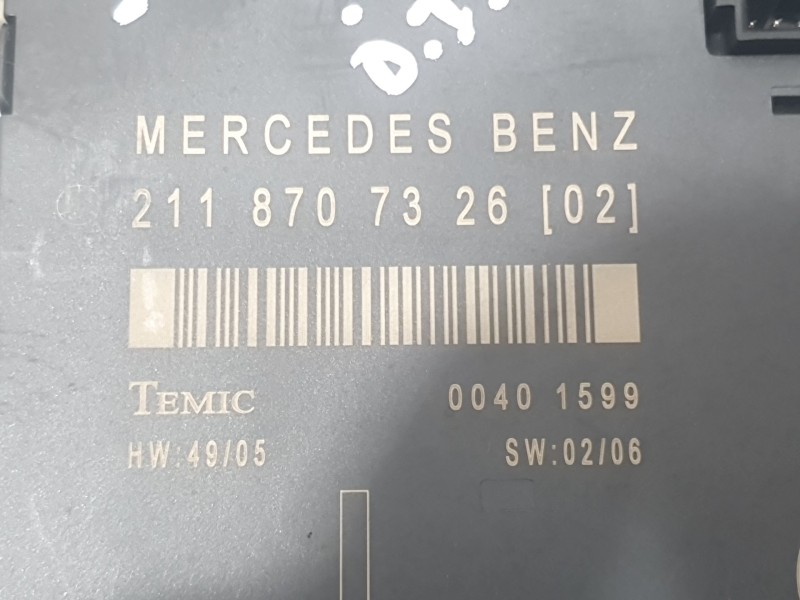 D.I.
MERCEDES BENZ
211 870 73 26 [02]
TEMIC 0040 1599
HW:49/05 SW:02/06